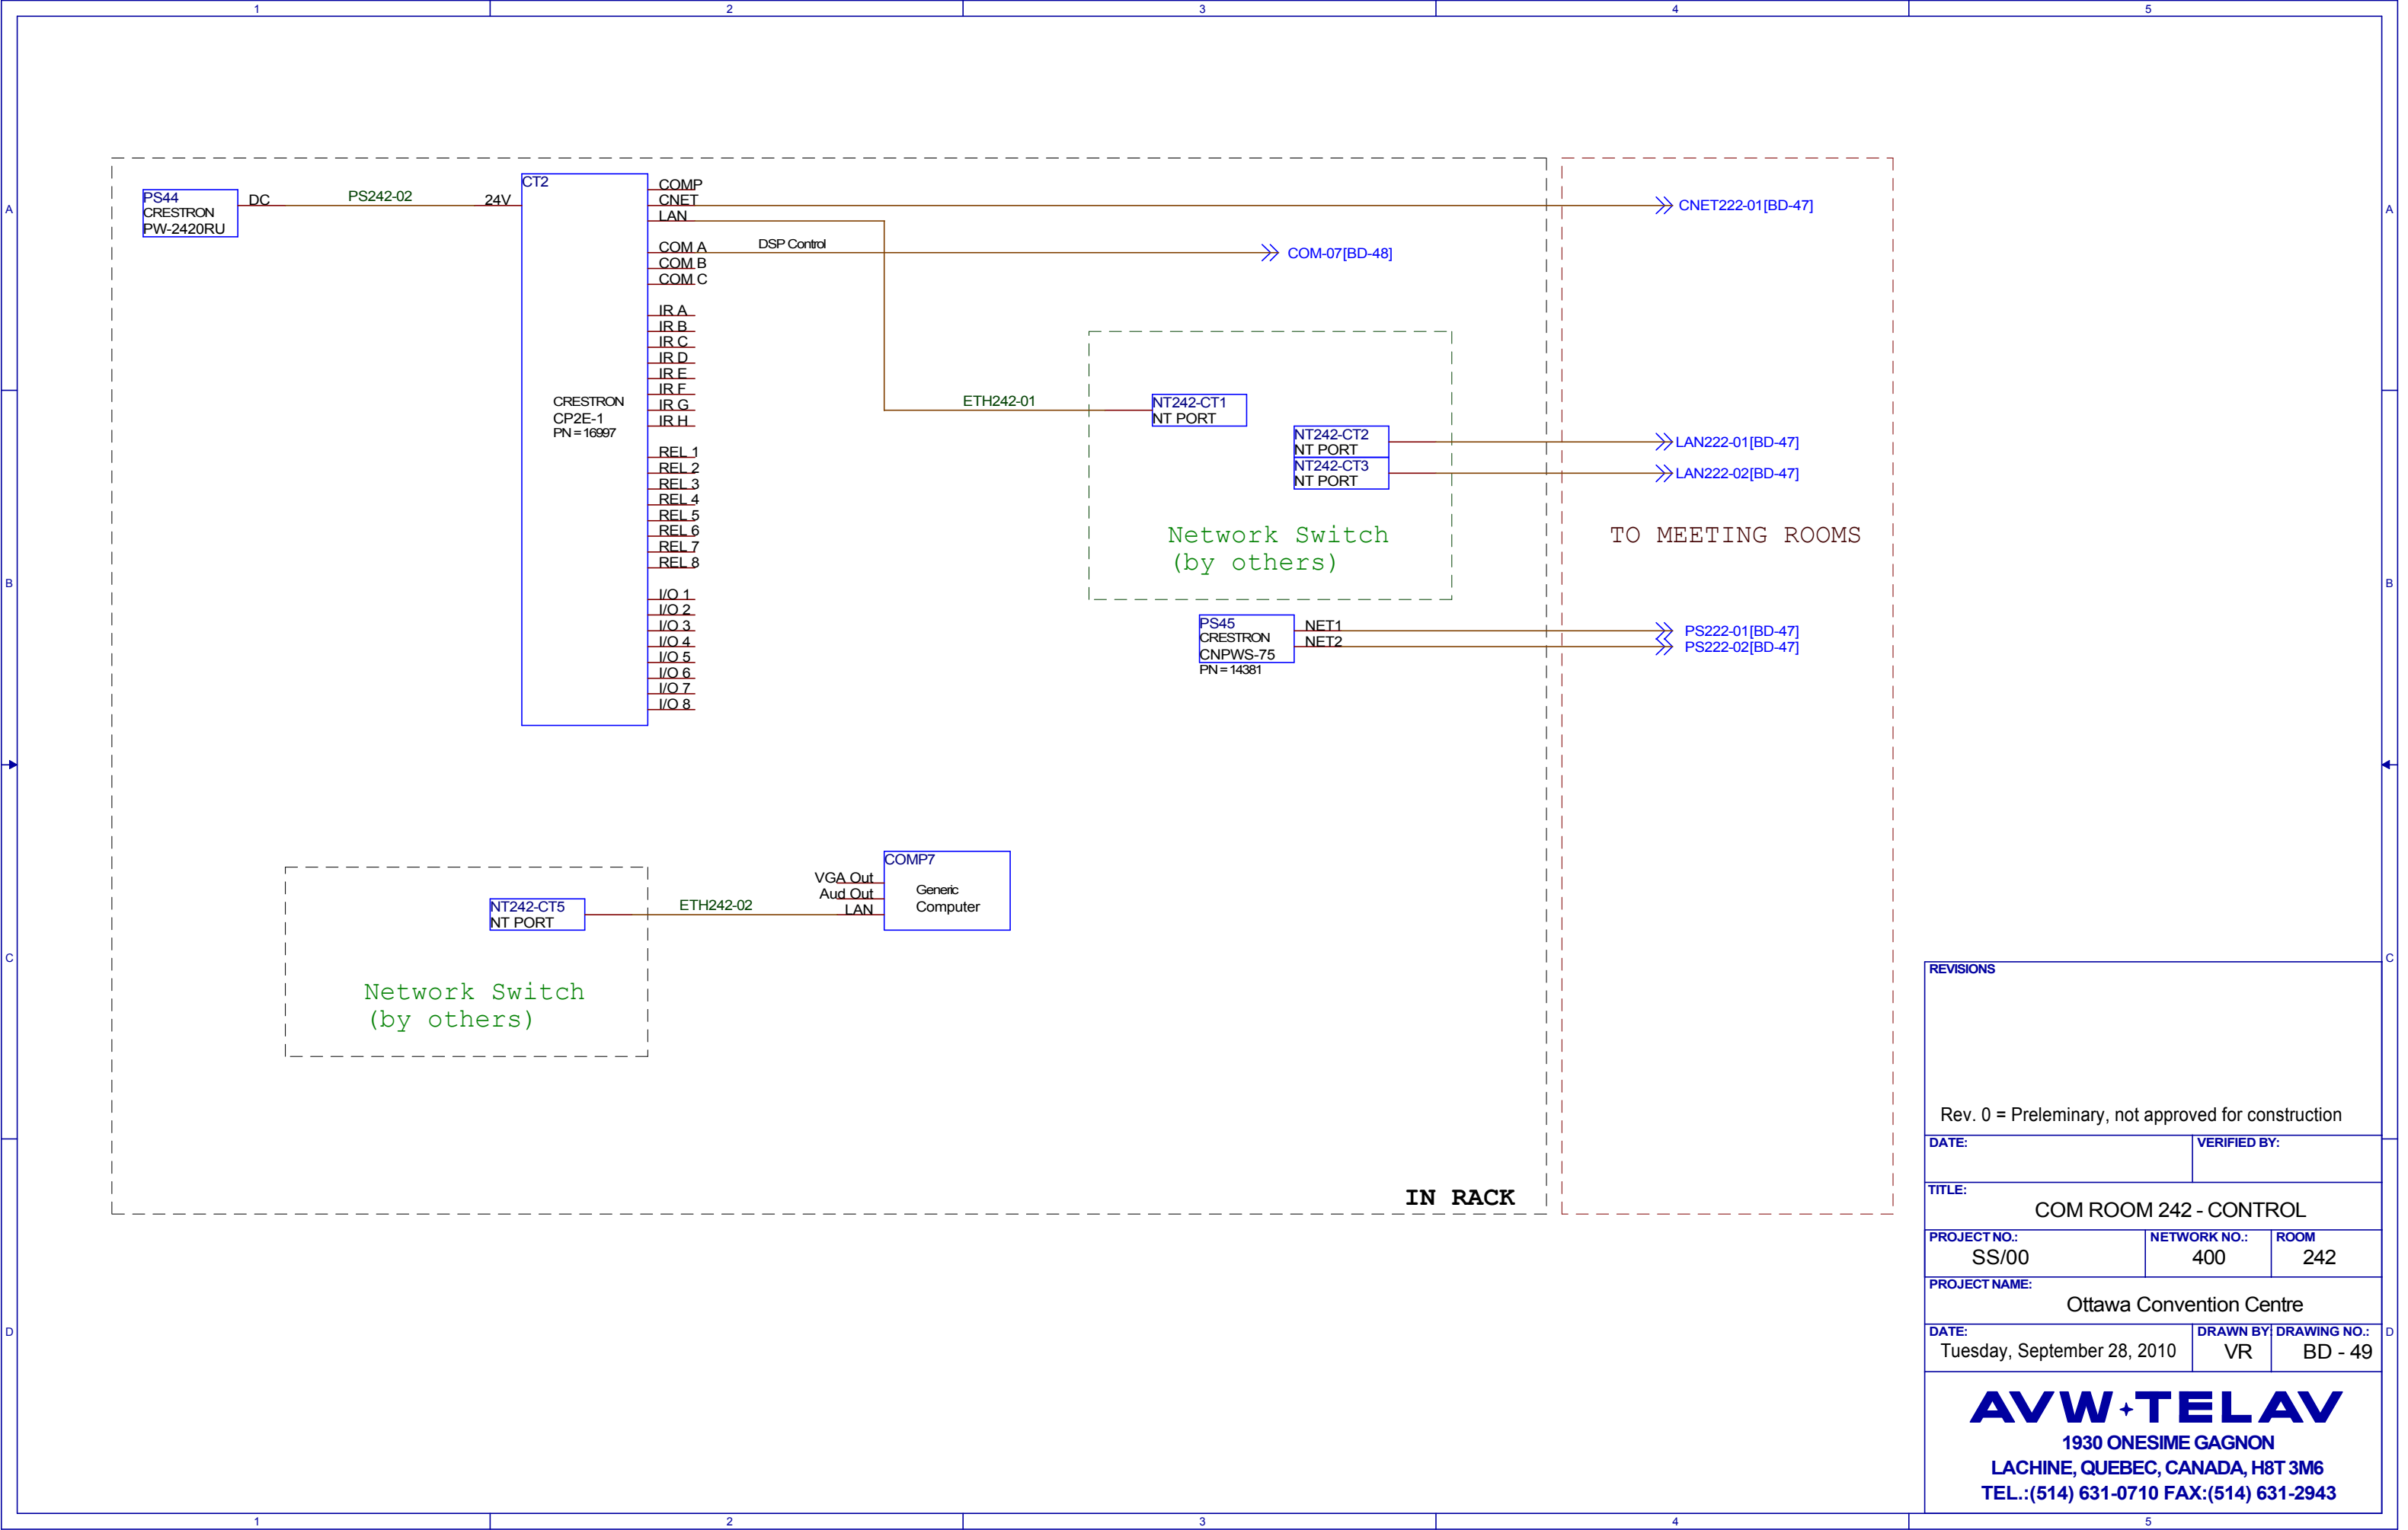 1 2 3 4 5
A A
B B
C C
D D
PS44
CRESTRON
PW-2420RU
DC
PS242-02
24V
CT2
CRESTRON
CP2E-1
PN = 16997
COMP
CNET
LAN
COM A
COM B
COM C
IR A
IR B
IR C
IR D
IR E
IR F
IR G
IR H
REL 1
REL 2
REL 3
REL 4
REL 5
REL 6
REL 7
REL 8
I/O 1
I/O 2
I/O 3
I/O 4
I/O 5
I/O 6
I/O 7
I/O 8
DSP Control
CNET222-01[BD-47]
COM-07[BD-48]
ETH242-01
NT242-CT1
NT PORT
NT242-CT2
NT PORT
NT242-CT3
NT PORT
LAN222-01[BD-47]
LAN222-02[BD-47]
Network Switch
(by others)
TO MEETING ROOMS
PS45
CRESTRON
CNPWS-75
PN = 14381
NET1
NET2
PS222-01[BD-47]
PS222-02[BD-47]
COMP7
Generic
Computer
VGA Out
Aud Out
LAN
ETH242-02
NT242-CT5
NT PORT
Network Switch
(by others)
IN RACK
REVISIONS
Rev. 0 = Preleminary, not approved for construction
DATE: VERIFIED BY:
TITLE:
COM ROOM 242 - CONTROL
PROJECT NO.: NETWORK NO.: ROOM
SS/00 400 242
PROJECT NAME:
Ottawa Convention Centre
DATE: DRAWN BY: DRAWING NO.:
Tuesday, September 28, 2010 VR BD - 49
AVW TELAV
1930 ONESIME GAGNON
LACHINE, QUEBEC, CANADA, H8T 3M6
TEL.:(514) 631-0710 FAX:(514) 631-2943
1 2 3 4 5